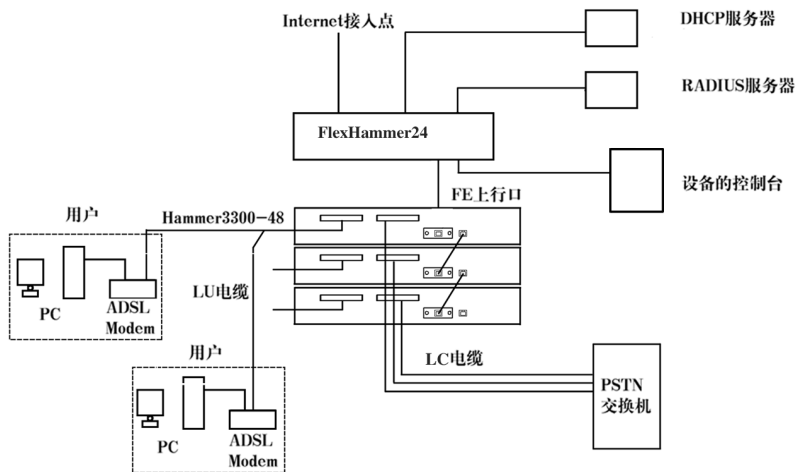 Internet接入点
DHCP服务器
RADIUS服务器
FlexHammer24
设备的控制台
FE上行口
用户
Hammer3300-48
PC
ADSL
Modem
LU电缆
用户
LC电缆
PSTN
交换机
PC
ADSL
Modem